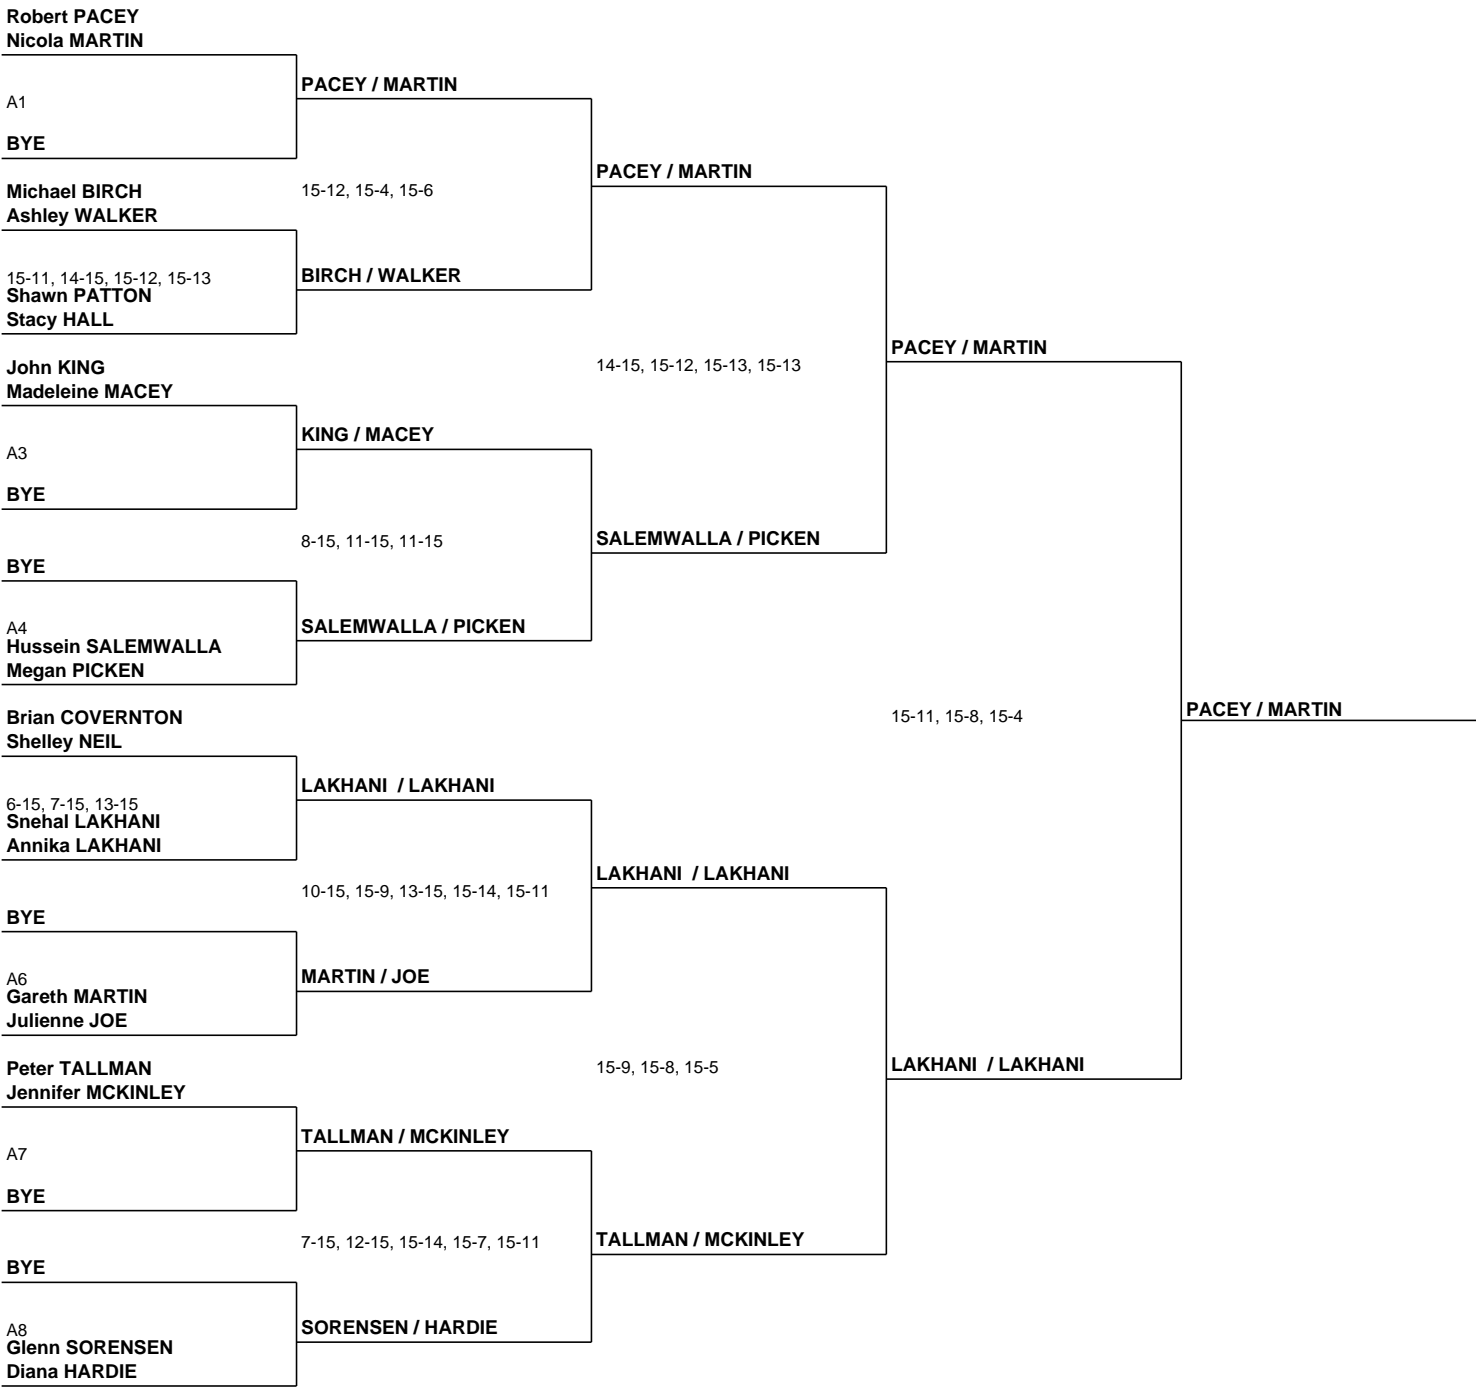 Robert PACEY
Nicola MARTIN
A1
BYE
Michael BIRCH
Ashley WALKER
15-11, 14-15, 15-12, 15-13
Shawn PATTON
Stacy HALL
John KING
Madeleine MACEY
A3
BYE
BYE
A4
Hussein SALEMWALLA
Megan PICKEN
Brian COVERNTON
Shelley NEIL
6-15, 7-15, 13-15
Snehal LAKHANI
Annika LAKHANI
BYE
A6
Gareth MARTIN
Julienne JOE
Peter TALLMAN
Jennifer MCKINLEY
A7
BYE
BYE
A8
Glenn SORENSEN
Diana HARDIE
PACEY / MARTIN
15-12, 15-4, 15-6
BIRCH / WALKER
KING / MACEY
8-15, 11-15, 11-15
SALEMWALLA / PICKEN
LAKHANI  / LAKHANI
10-15, 15-9, 13-15, 15-14, 15-11
MARTIN / JOE
TALLMAN / MCKINLEY
7-15, 12-15, 15-14, 15-7, 15-11
SORENSEN / HARDIE
PACEY / MARTIN
14-15, 15-12, 15-13, 15-13
SALEMWALLA / PICKEN
LAKHANI  / LAKHANI
15-9, 15-8, 15-5
TALLMAN / MCKINLEY
PACEY / MARTIN
15-11, 15-8, 15-4
LAKHANI  / LAKHANI
PACEY / MARTIN